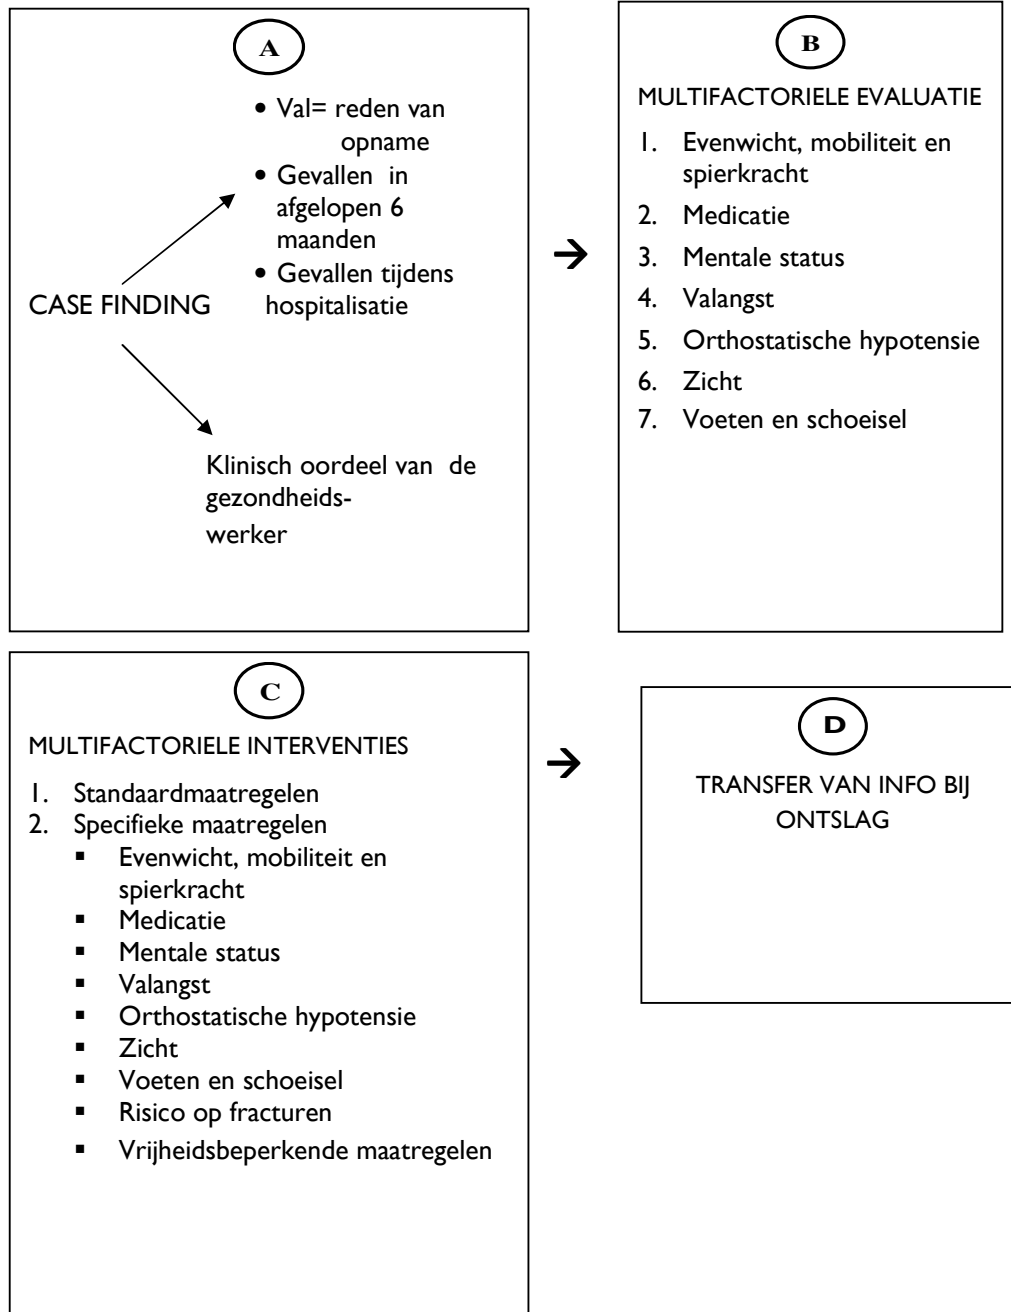 A
• Val= reden van
opname
• Gevallen in
afgelopen 6
maanden
• Gevallen tijdens
hospitalisatie
CASE FINDING
Klinisch oordeel van de
gezondheids-
werker
→
B
MULTIFACTORIELE EVALUATIE
1. Evenwicht, mobiliteit en
spierkracht
2. Medicatie
3. Mentale status
4. Valangst
5. Orthostatische hypotensie
6. Zicht
7. Voeten en schoeisel
C
MULTIFACTORIELE INTERVENTIES
1. Standaardmaatregelen
2. Specifieke maatregelen
▪ Evenwicht, mobiliteit en
spierkracht
▪ Medicatie
▪ Mentale status
▪ Valangst
▪ Orthostatische hypotensie
▪ Zicht
▪ Voeten en schoeisel
▪ Risico op fracturen
▪ Vrijheidsbeperkende maatregelen
→
D
TRANSFER VAN INFO BIJ
ONTSLAG